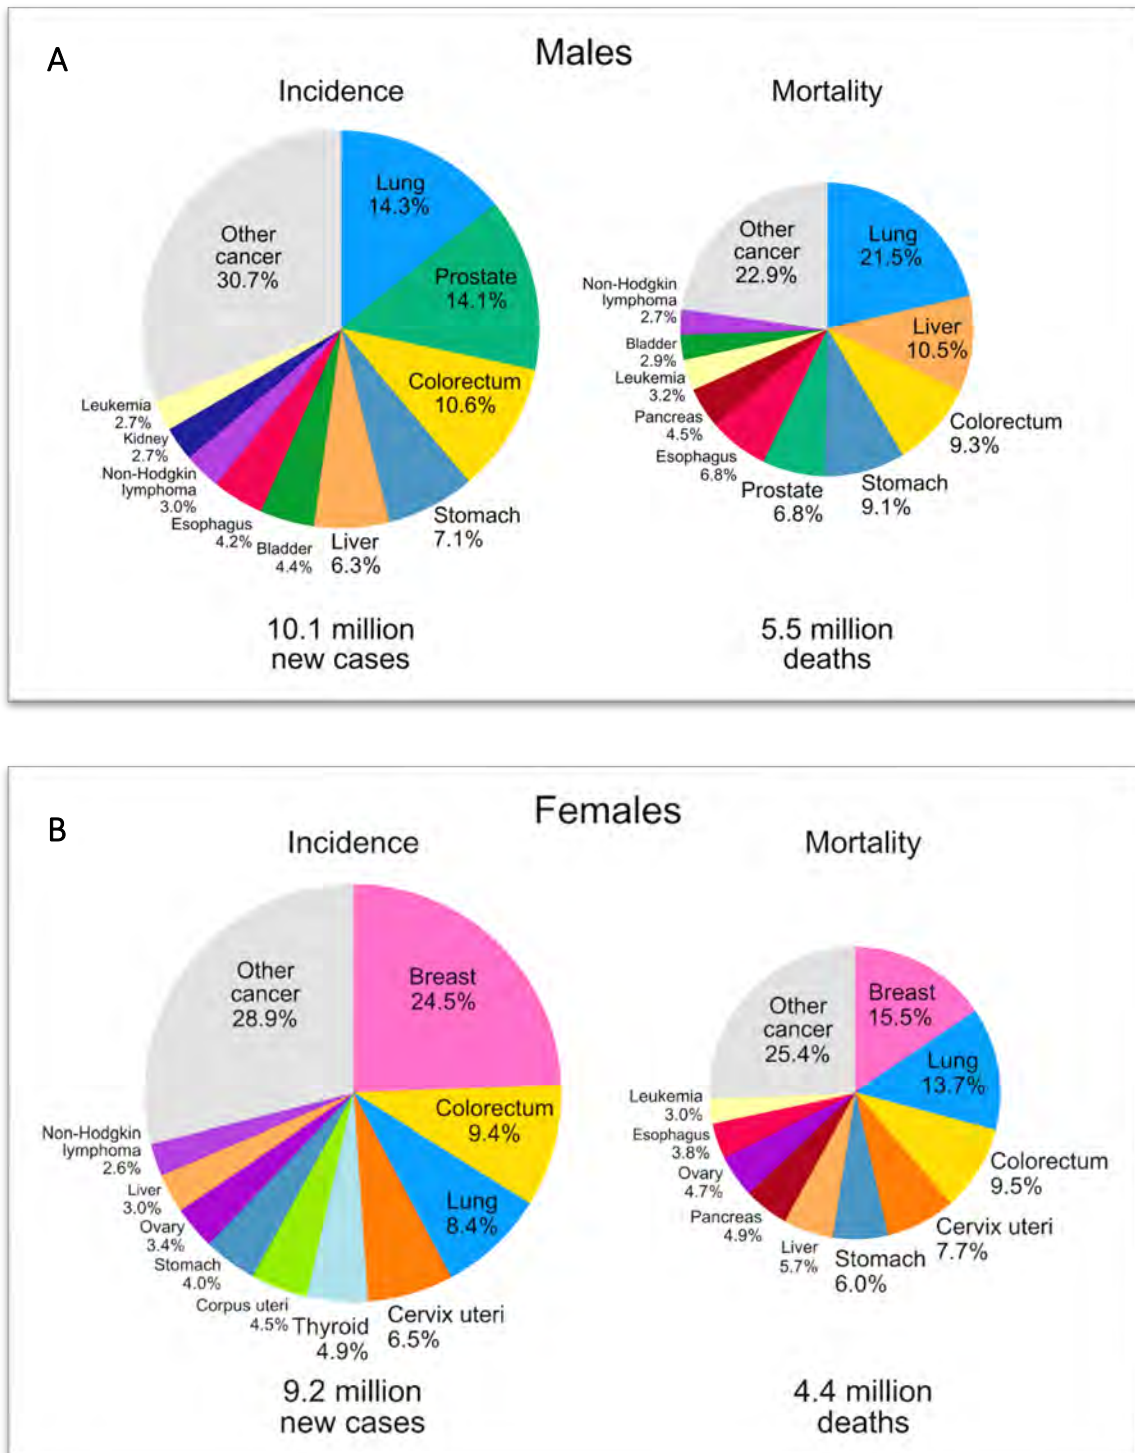 A
Males
Incidence
Mortality
Lung
14.3%
Prostate
14.1%
Colorectum
10.6%
Stomach
7.1%
Liver
6.3%
Bladder
4.4%
Esophagus
4.2%
Non-Hodgkin
lymphoma
3.0%
Kidney
2.7%
Leukemia
2.7%
Other
cancer
30.7%
10.1 million
new cases
Lung
21.5%
Liver
10.5%
Colorectum
9.3%
Stomach
9.1%
Prostate
6.8%
Esophagus
6.8%
Pancreas
4.5%
Leukemia
3.2%
Bladder
2.9%
Non-Hodgkin
lymphoma
2.7%
Other
cancer
22.9%
5.5 million
deaths
B
Females
Incidence
Mortality
Breast
24.5%
Colorectum
9.4%
Lung
8.4%
Cervix uteri
6.5%
Thyroid
4.9%
Corpus uteri
4.5%
Stomach
4.0%
Ovary
3.4%
Liver
3.0%
Non-Hodgkin
lymphoma
2.6%
Other
cancer
28.9%
9.2 million
new cases
Breast
15.5%
Lung
13.7%
Colorectum
9.5%
Cervix uteri
7.7%
Stomach
6.0%
Liver
5.7%
Pancreas
4.9%
Ovary
4.7%
Esophagus
3.8%
Leukemia
3.0%
Other
cancer
25.4%
4.4 million
deaths